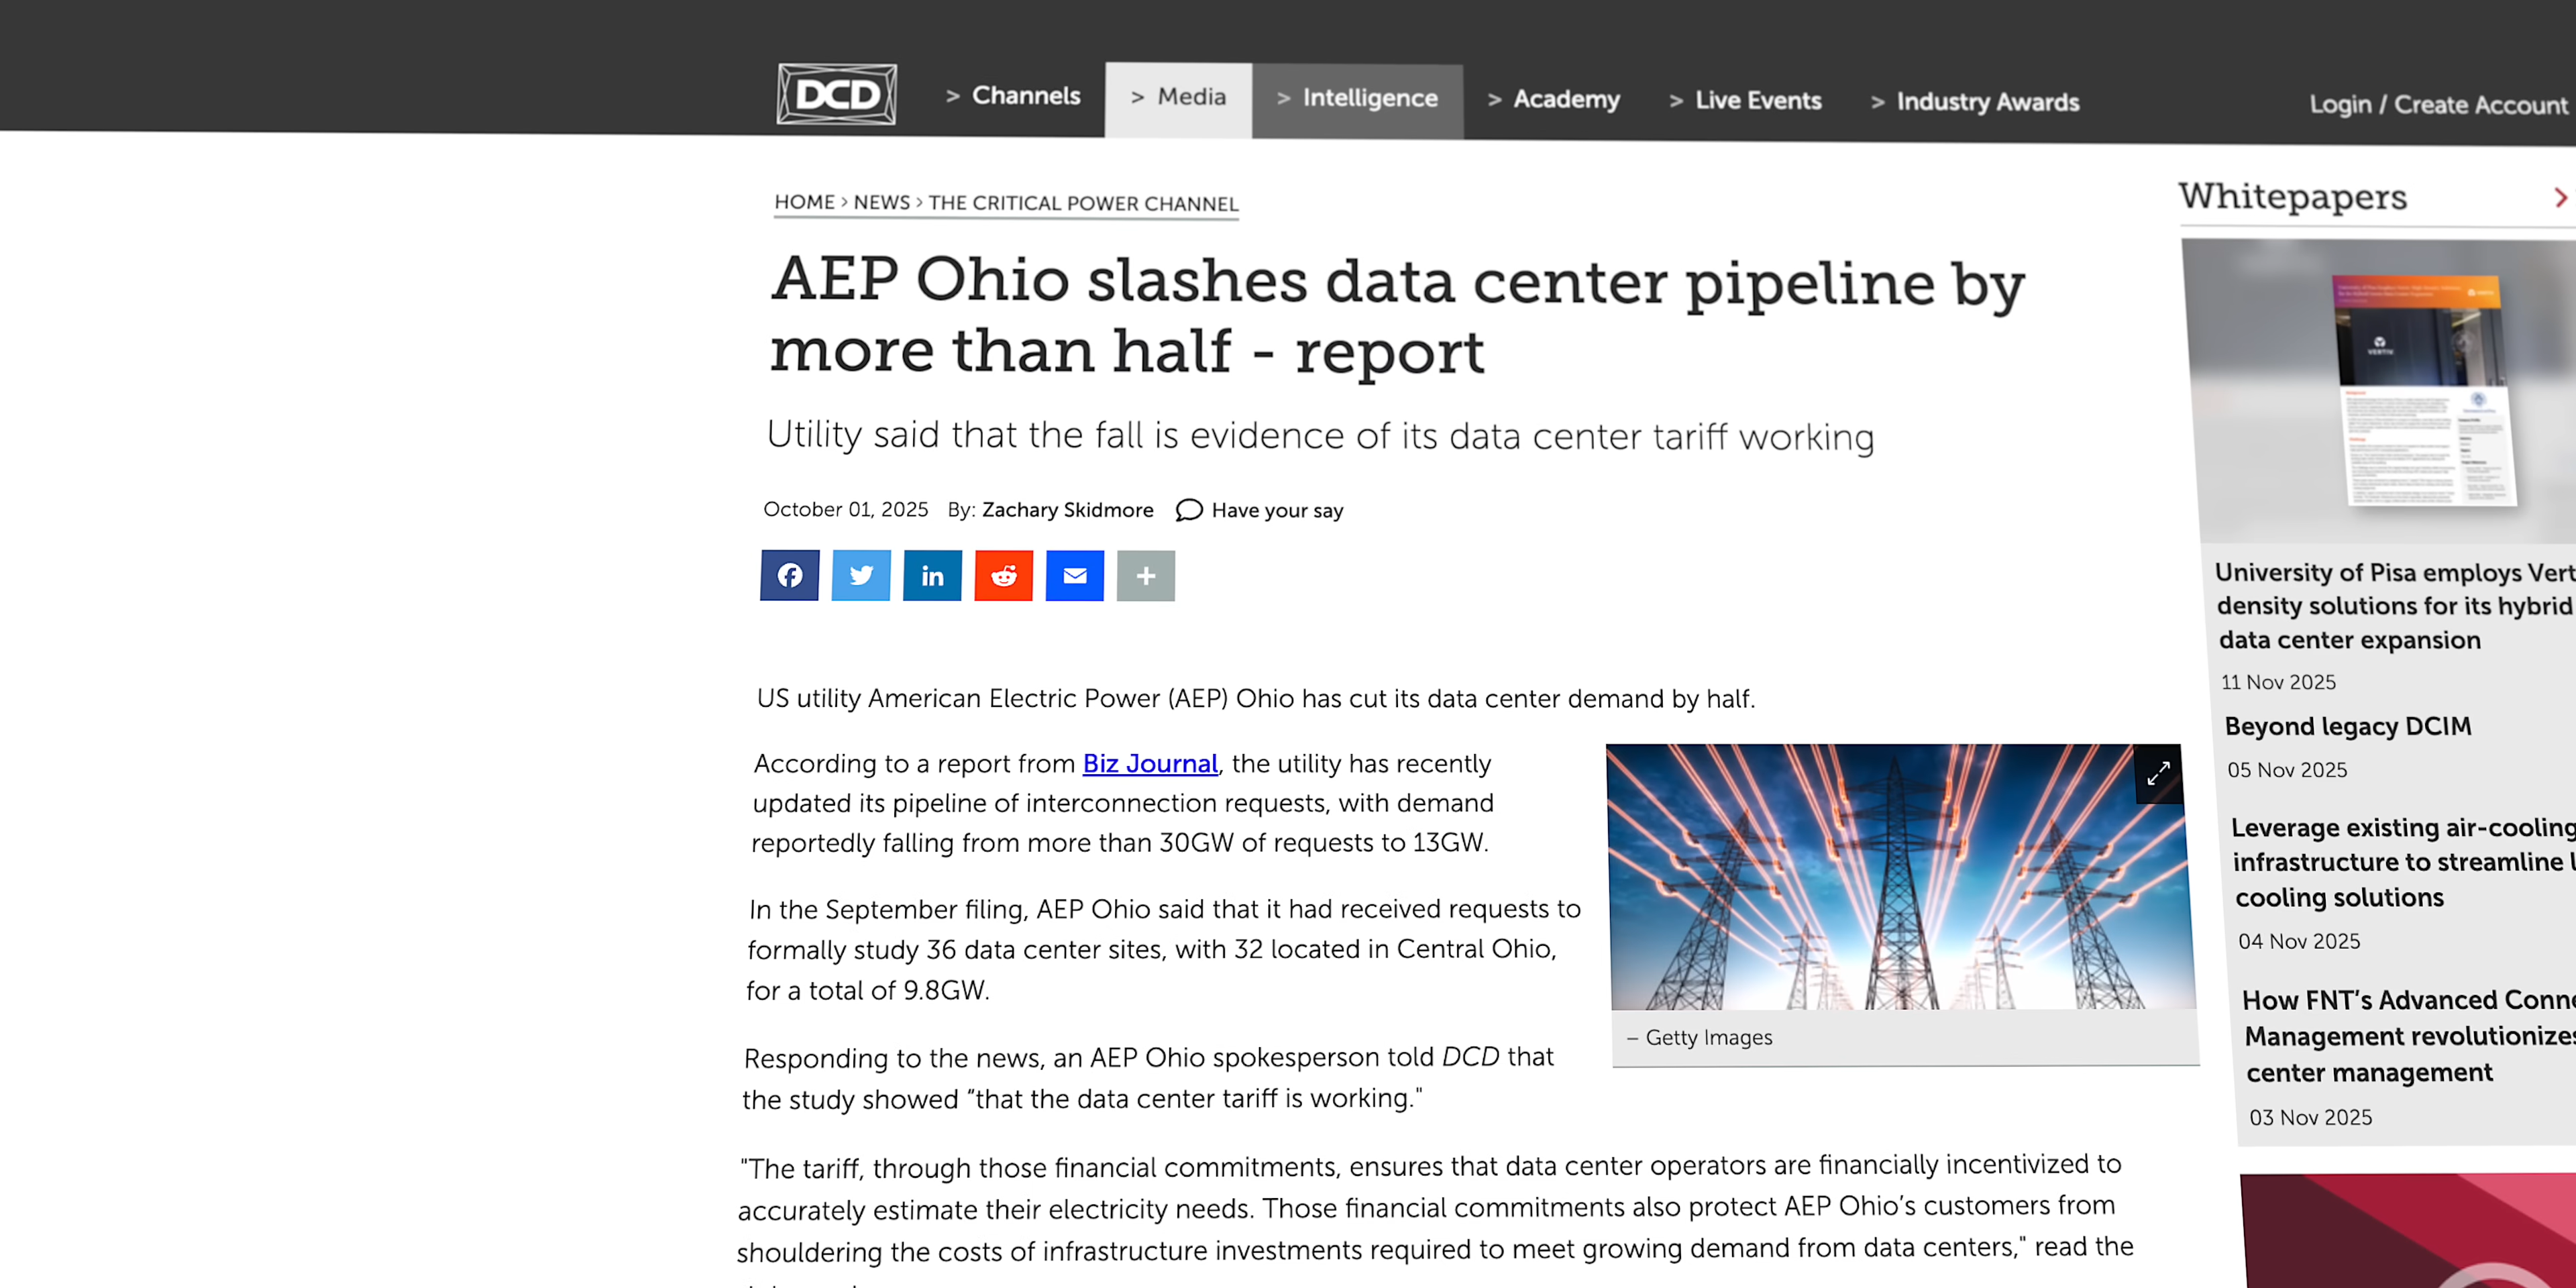 DCD
> Channels
> Media
> Intelligence
> Academy
> Live Events
> Industry Awards
Login / Create Account
HOME > NEWS > THE CRITICAL POWER CHANNEL
AEP Ohio slashes data center pipeline by
more than half - report
Utility said that the fall is evidence of its data center tariff working
October 01, 2025 By: Zachary Skidmore Have your say
US utility American Electric Power (AEP) Ohio has cut its data center demand by half.
According to a report from Biz Journal, the utility has recently
updated its pipeline of interconnection requests, with demand
reportedly falling from more than 30GW of requests to 13GW.
In the September filing, AEP Ohio said that it had received requests to
formally study 36 data center sites, with 32 located in Central Ohio,
for a total of 9.8GW.
Responding to the news, an AEP Ohio spokesperson told DCD that
the study showed “that the data center tariff is working."
"The tariff, through those financial commitments, ensures that data center operators are financially incentivized to
accurately estimate their electricity needs. Those financial commitments also protect AEP Ohio’s customers from
shouldering the costs of infrastructure investments required to meet growing demand from data centers," read the
– Getty Images
Whitepapers
VERTIV
University of Pisa employs Vert
density solutions for its hybrid
data center expansion
11 Nov 2025
Beyond legacy DCIM
05 Nov 2025
Leverage existing air-cooling
infrastructure to streamline
cooling solutions
04 Nov 2025
How FNT’s Advanced Conn
Management revolutionizes
center management
03 Nov 2025